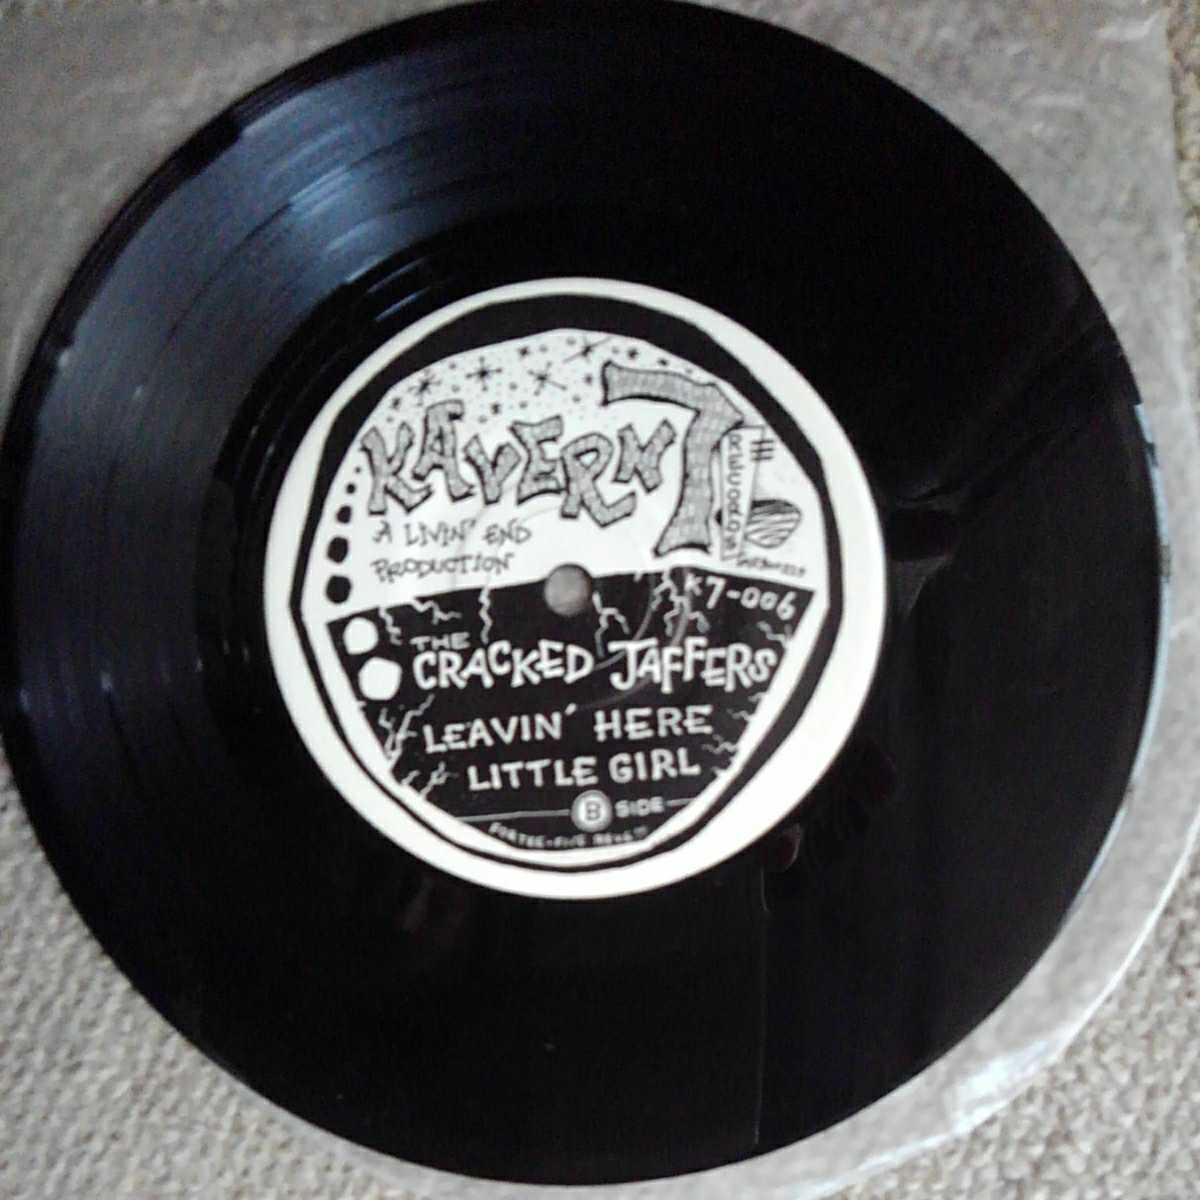 KAVERN 7
A LIVIN' END
PRODUCTION
K7-006
THE
CRACKED JAFFERS
LEAVIN' HERE
LITTLE GIRL
B SIDE